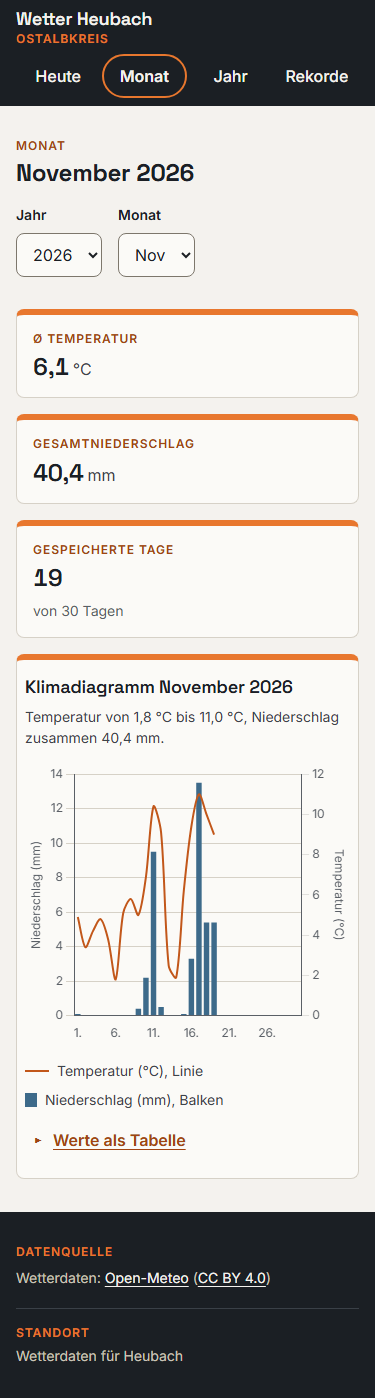 Wetter Heubach
OSTALBKREIS
Heute Monat Jahr Rekorde
MONAT
November 2026
Jahr Monat
2026 Nov
Ø TEMPERATUR
6,1 °C
GESAMTNIEDERSCHLAG
40,4 mm
GESPEICHERTE TAGE
19
von 30 Tagen
Klimadiagramm November 2026
Temperatur von 1,8 °C bis 11,0 °C, Niederschlag
zusammen 40,4 mm.
Niederschlag (mm)
14
12
10
8
6
4
2
0
12
10
8
6
4
2
0
Temperatur (°C)
1. 6. 11. 16. 21. 26.
Temperatur (°C), Linie
Niederschlag (mm), Balken
Werte als Tabelle
DATENQUELLE
Wetterdaten: Open-Meteo (CC BY 4.0)
STANDORT
Wetterdaten für Heubach